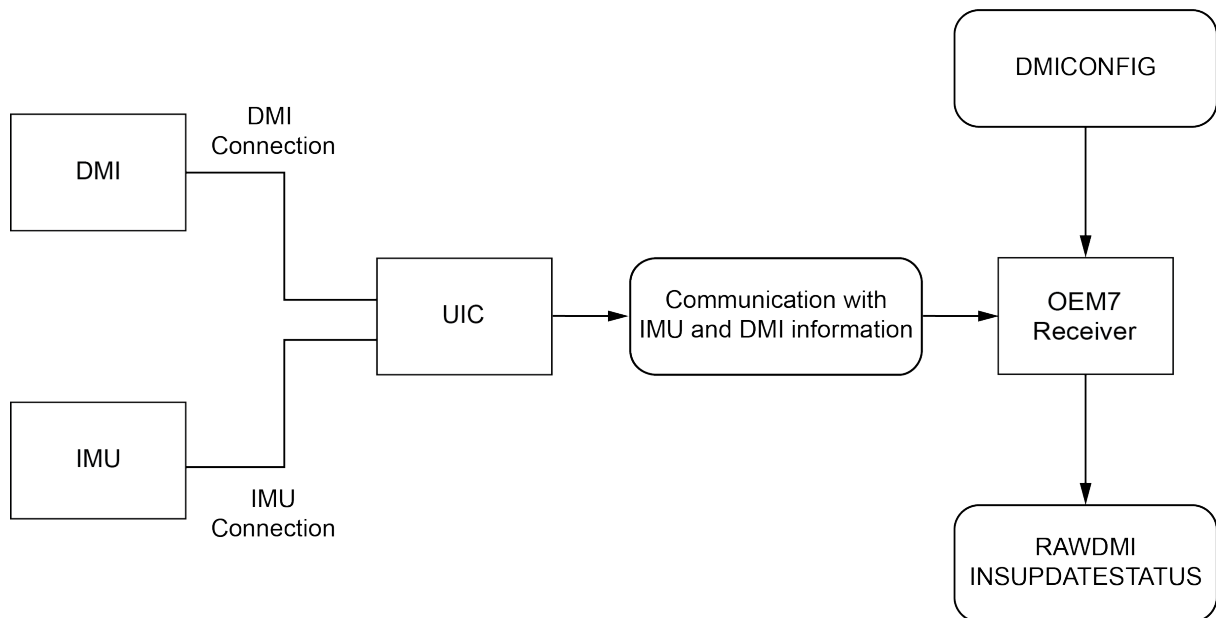 DMICONFIG
DMI
Connection
DMI
UIC
Communication with
IMU and DMI information
OEM7
Receiver
IMU
IMU
Connection
RAWDMI
INSUPDATESTATUS